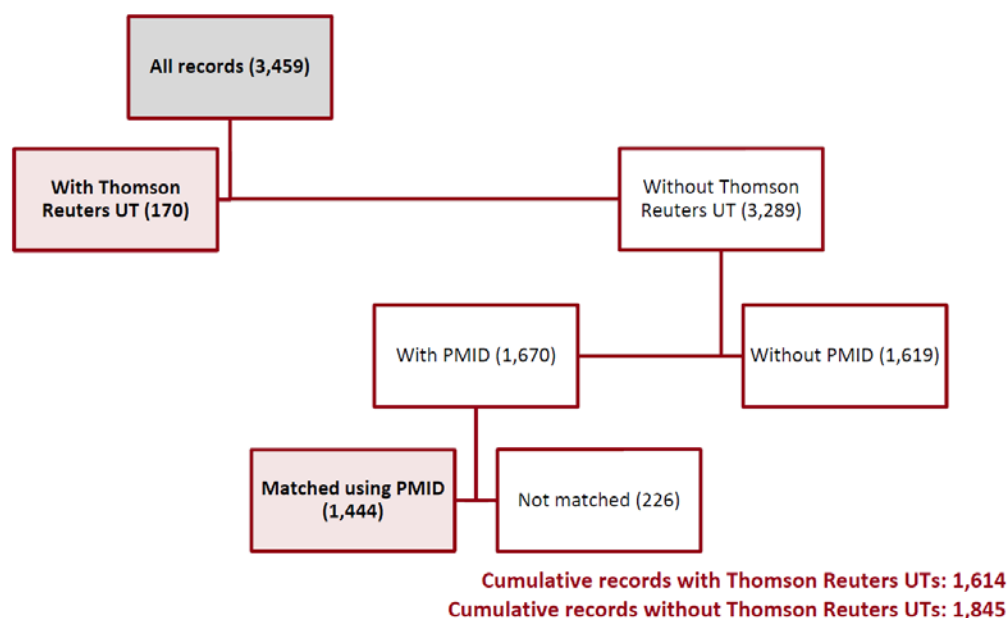 All records (3,459)
With Thomson
Reuters UT (170)
Without Thomson
Reuters UT (3,289)
With PMID (1,670)
Without PMID (1,619)
Matched using PMID
(1,444)
Not matched (226)
Cumulative records with Thomson Reuters UTs: 1,614
Cumulative records without Thomson Reuters UTs: 1,845